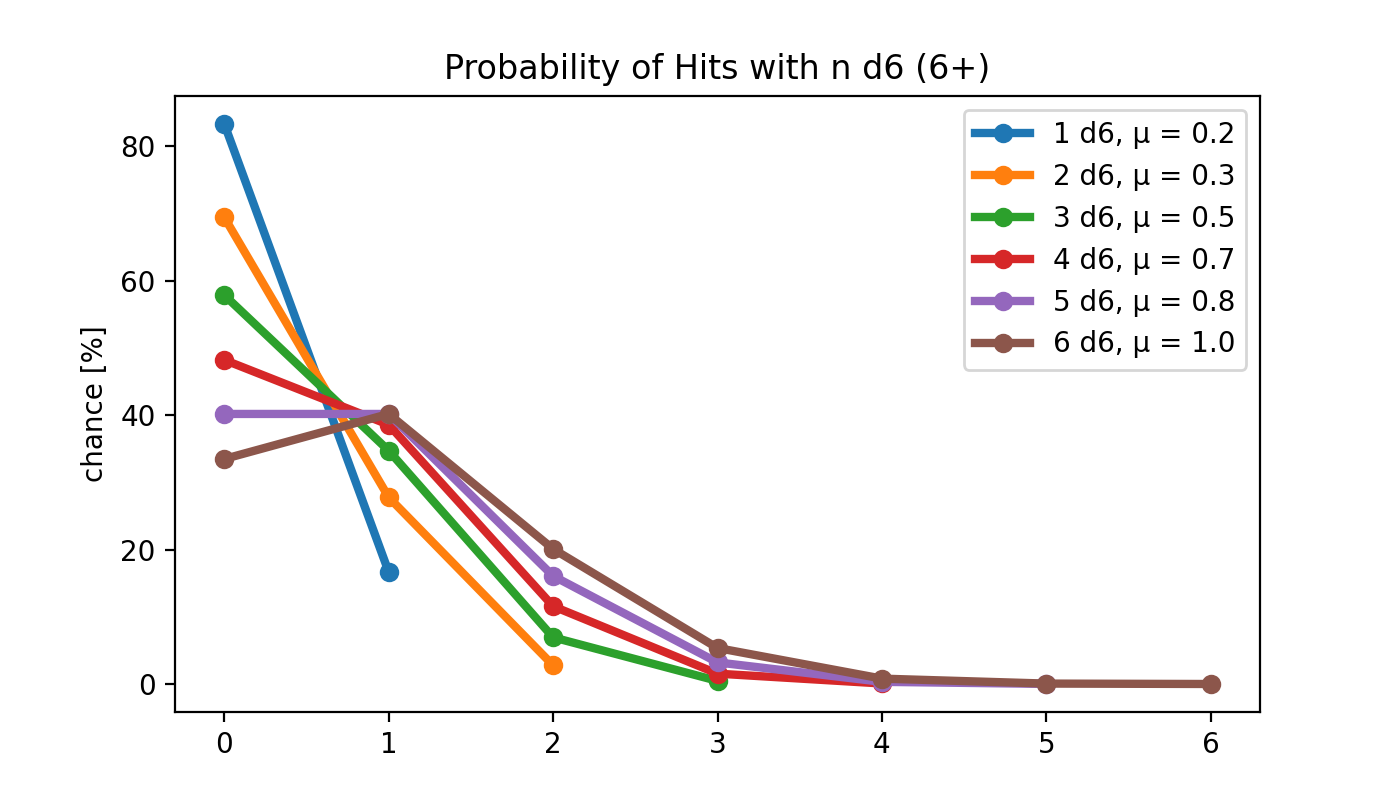 Probability of Hits with n d6 (6+)
1 d6, μ = 0.2
2 d6, μ = 0.3
3 d6, μ = 0.5
4 d6, μ = 0.7
5 d6, μ = 0.8
6 d6, μ = 1.0
chance [%]
80
60
40
20
0
0 1 2 3 4 5 6